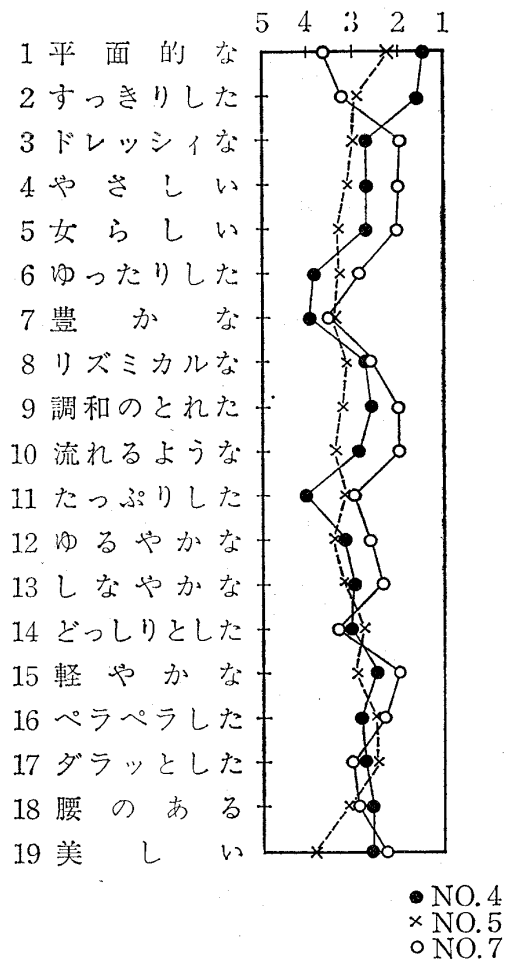 5 4 3 2 1
1 平面的な
2 すっきりした
3 ドレッシィな
4 やさしい
5 女らしい
6 ゆったりした
7 豊かな
8 リズミカルな
9 調和のとれた
10 流れるような
11 たっぷりした
12 ゆるやかな
13 しなやかな
14 どっしりとした
15 軽やかな
16 ペラペラした
17 ダラッとした
18 腰のある
19 美しい
● NO.4
× NO.5
○ NO.7